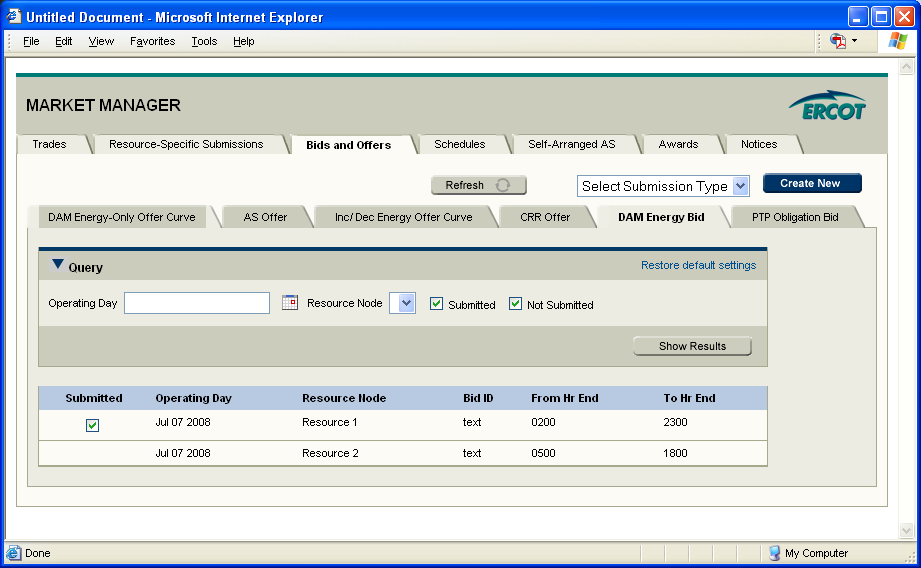 Untitled Document - Microsoft Internet Explorer
File Edit View Favorites Tools Help
MARKET MANAGER
ERCOT
Trades Resource-Specific Submissions Bids and Offers Schedules Self-Arranged AS Awards Notices
Refresh Select Submission Type Create New
DAM Energy-Only Offer Curve AS Offer Inc/ Dec Energy Offer Curve CRR Offer DAM Energy Bid PTP Obligation Bid
Query Restore default settings
Operating Day Resource Node Submitted Not Submitted
Show Results
Submitted Operating Day Resource Node Bid ID From Hr End To Hr End
Jul 07 2008 Resource 1 text 0200 2300
Jul 07 2008 Resource 2 text 0500 1800
Done My Computer